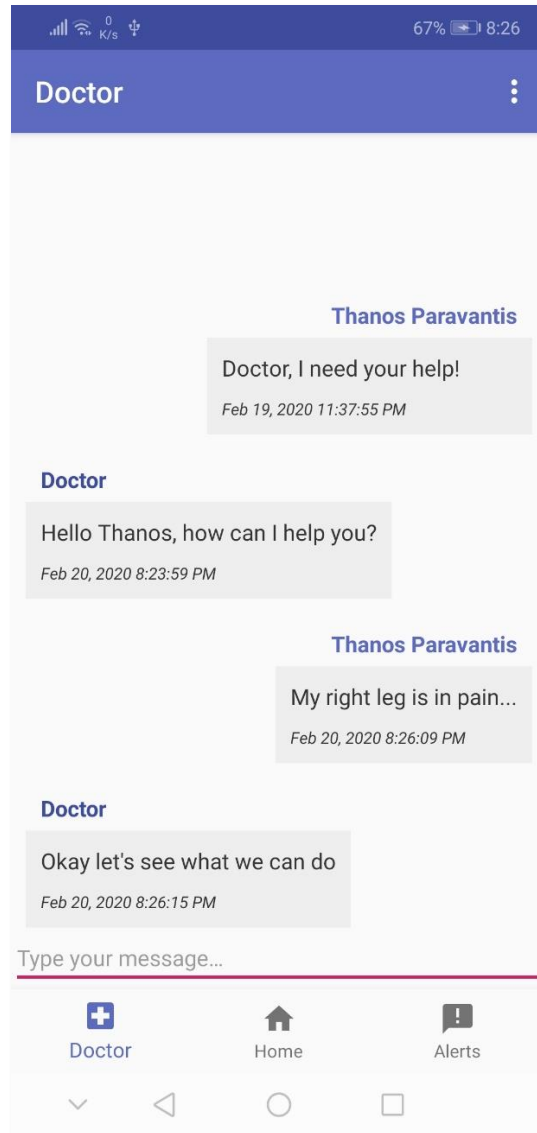 0
K/s
67% 8:26
Doctor
Thanos Paravantis
Doctor, I need your help!
Feb 19, 2020 11:37:55 PM
Doctor
Hello Thanos, how can I help you?
Feb 20, 2020 8:23:59 PM
Thanos Paravantis
My right leg is in pain...
Feb 20, 2020 8:26:09 PM
Doctor
Okay let's see what we can do
Feb 20, 2020 8:26:15 PM
Type your message…
Doctor
Home
Alerts